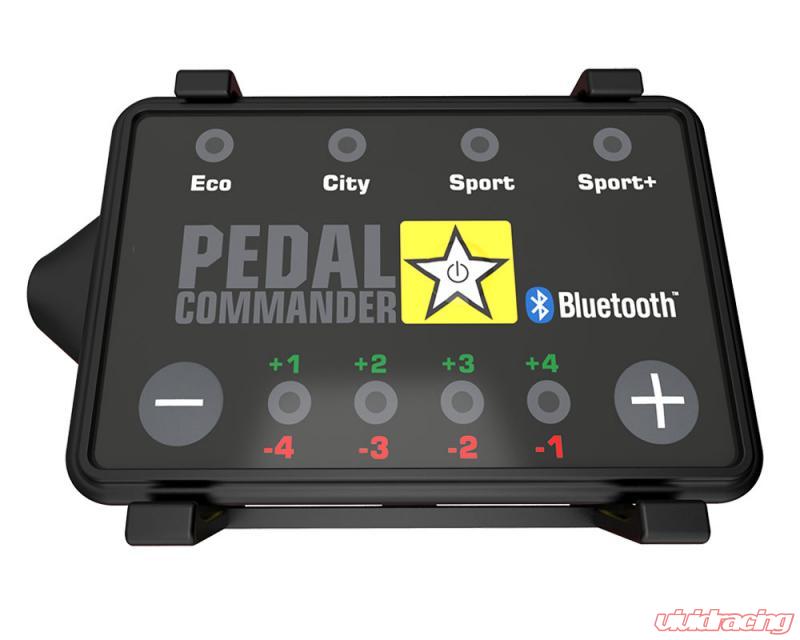 Eco City Sport Sport+
PEDAL
COMMANDER
Bluetooth™
+1 +2 +3 +4
− +
-4 -3 -2 -1
vividracing